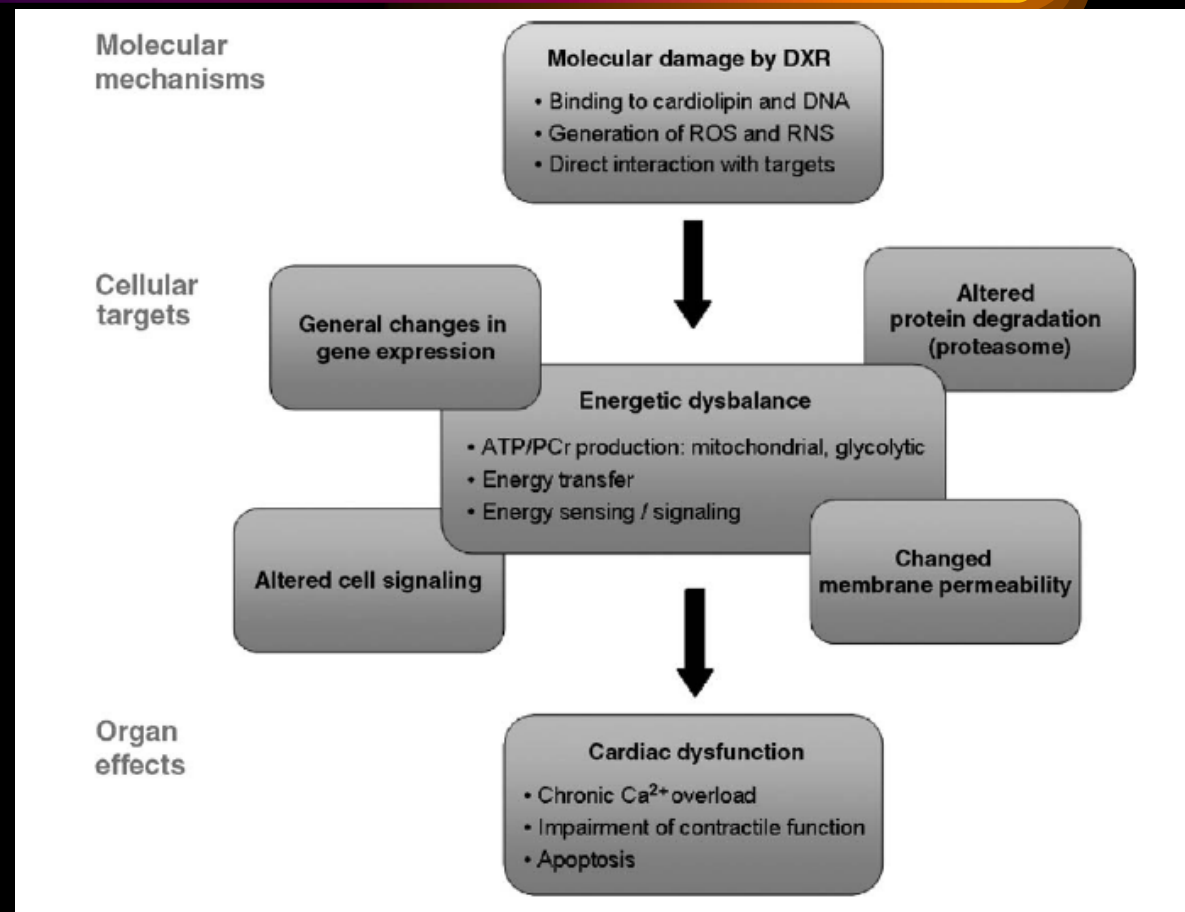 Molecular
mechanisms
Molecular damage by DXR
• Binding to cardiolipin and DNA
• Generation of ROS and RNS
• Direct interaction with targets
Cellular
targets
General changes in
gene expression
Altered
protein degradation
(proteasome)
Energetic dysbalance
• ATP/PCr production: mitochondrial, glycolytic
• Energy transfer
• Energy sensing / signaling
Altered cell signaling
Changed
membrane permeability
Organ
effects
Cardiac dysfunction
• Chronic Ca²⁺ overload
• Impairment of contractile function
• Apoptosis